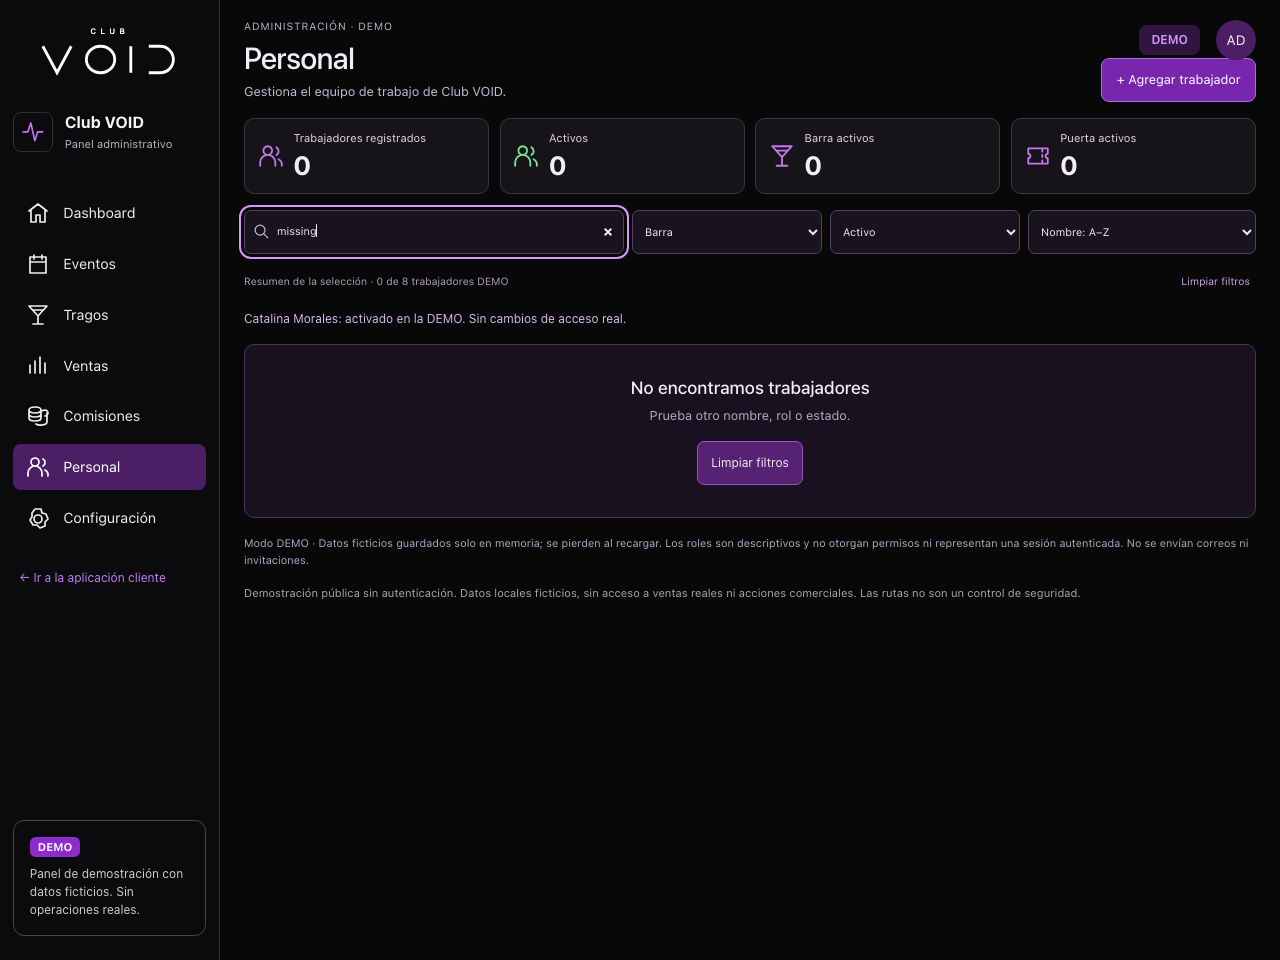 CLUB
VOID
Club VOID
Panel administrativo
Dashboard
Eventos
Tragos
Ventas
Comisiones
Personal
Configuración
← Ir a la aplicación cliente
DEMO
Panel de demostración con
datos ficticios. Sin
operaciones reales.
ADMINISTRACIÓN · DEMO
Personal
Gestiona el equipo de trabajo de Club VOID.
DEMO
AD
+ Agregar trabajador
Trabajadores registrados
0
Activos
0
Barra activos
0
Puerta activos
0
missing
Barra
Activo
Nombre: A–Z
Resumen de la selección · 0 de 8 trabajadores DEMO
Limpiar filtros
Catalina Morales: activado en la DEMO. Sin cambios de acceso real.
No encontramos trabajadores
Prueba otro nombre, rol o estado.
Limpiar filtros
Modo DEMO · Datos ficticios guardados solo en memoria; se pierden al recargar. Los roles son descriptivos y no otorgan permisos ni representan una sesión autenticada. No se envían correos ni
invitaciones.
Demostración pública sin autenticación. Datos locales ficticios, sin acceso a ventas reales ni acciones comerciales. Las rutas no son un control de seguridad.